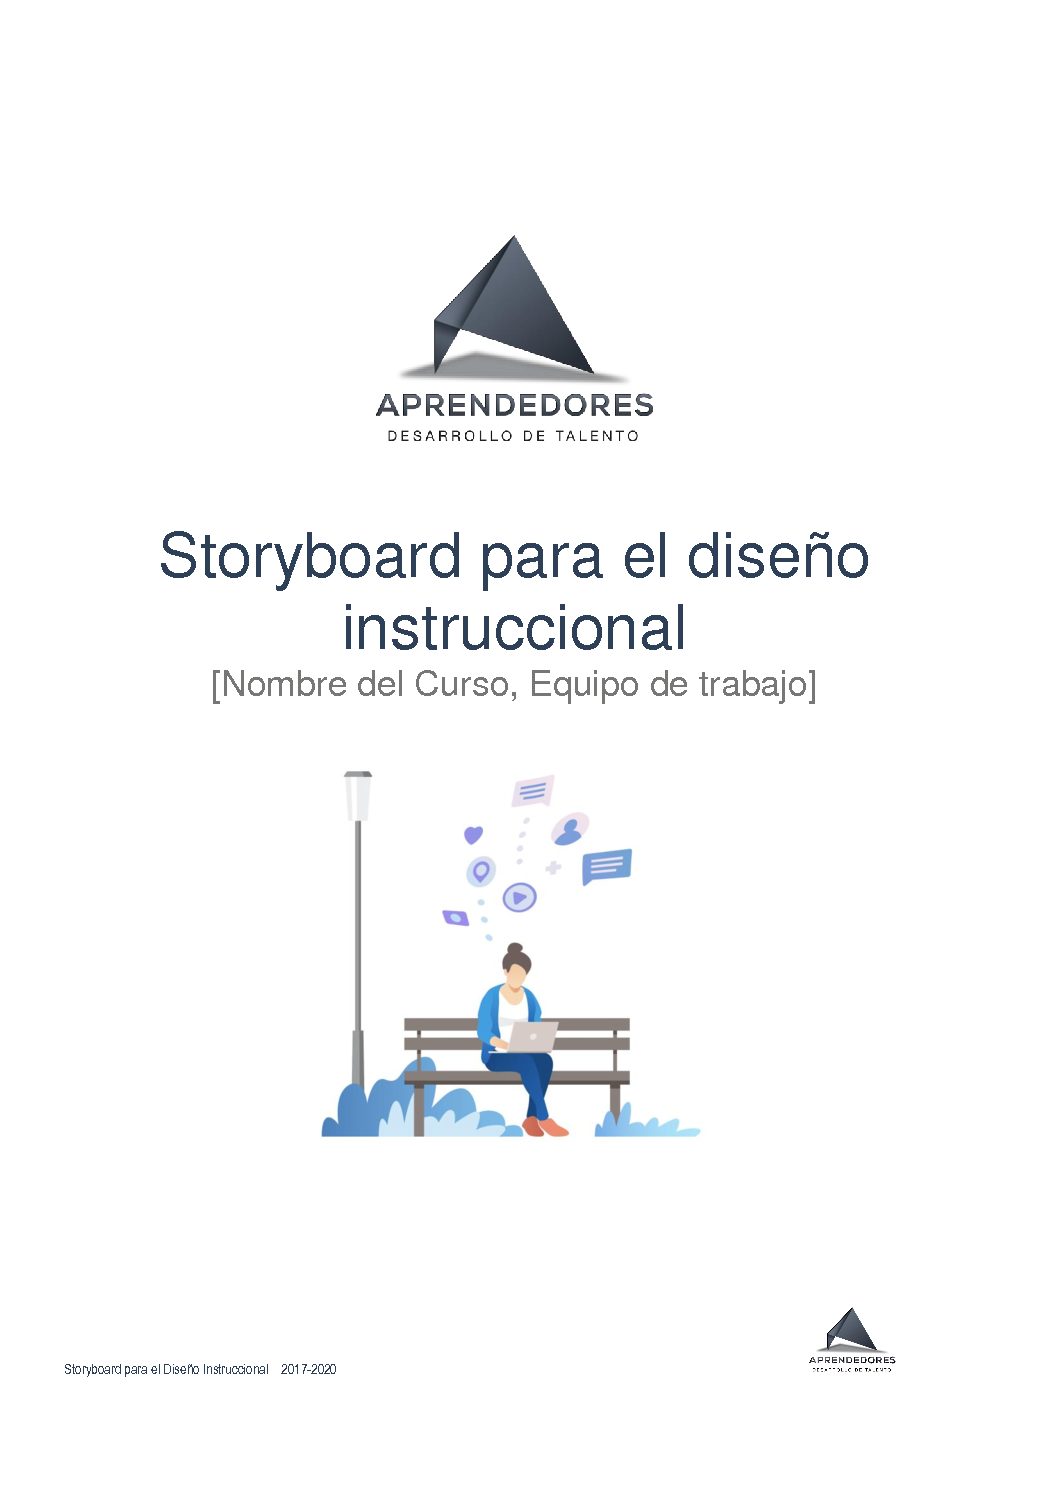 APRENDEDORES
DESARROLLO DE TALENTO
Storyboard para el diseño
instruccional
[Nombre del Curso, Equipo de trabajo]
Storyboard para el Diseño Instruccional 2017-2020
APRENDEDORES
DESARROLLO DE TALENTO